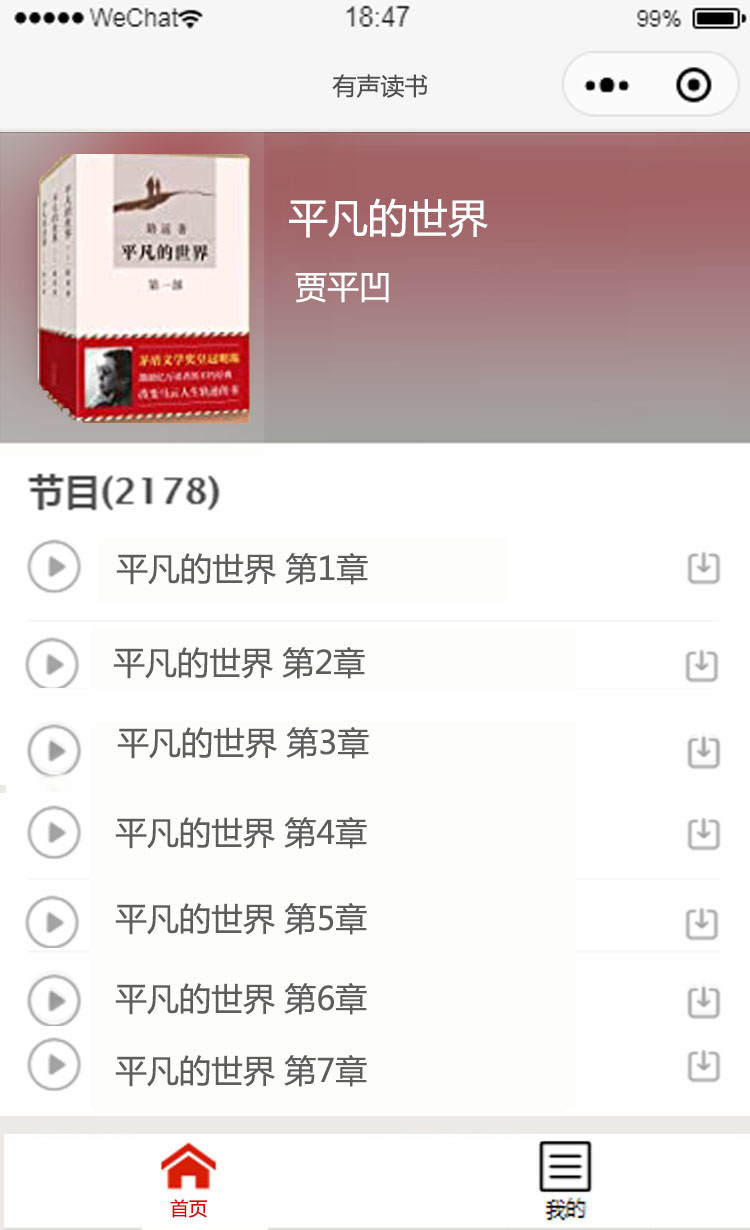 WeChat 18:47 99%
有声读书
平凡的世界
贾平凹
路遥 著
平凡的世界
第一部
茅盾文学奖皇冠明珠
激励亿万读者的不朽经典
改变马云人生轨迹的书
节目(2178)
平凡的世界 第1章
平凡的世界 第2章
平凡的世界 第3章
平凡的世界 第4章
平凡的世界 第5章
平凡的世界 第6章
平凡的世界 第7章
首页
我的